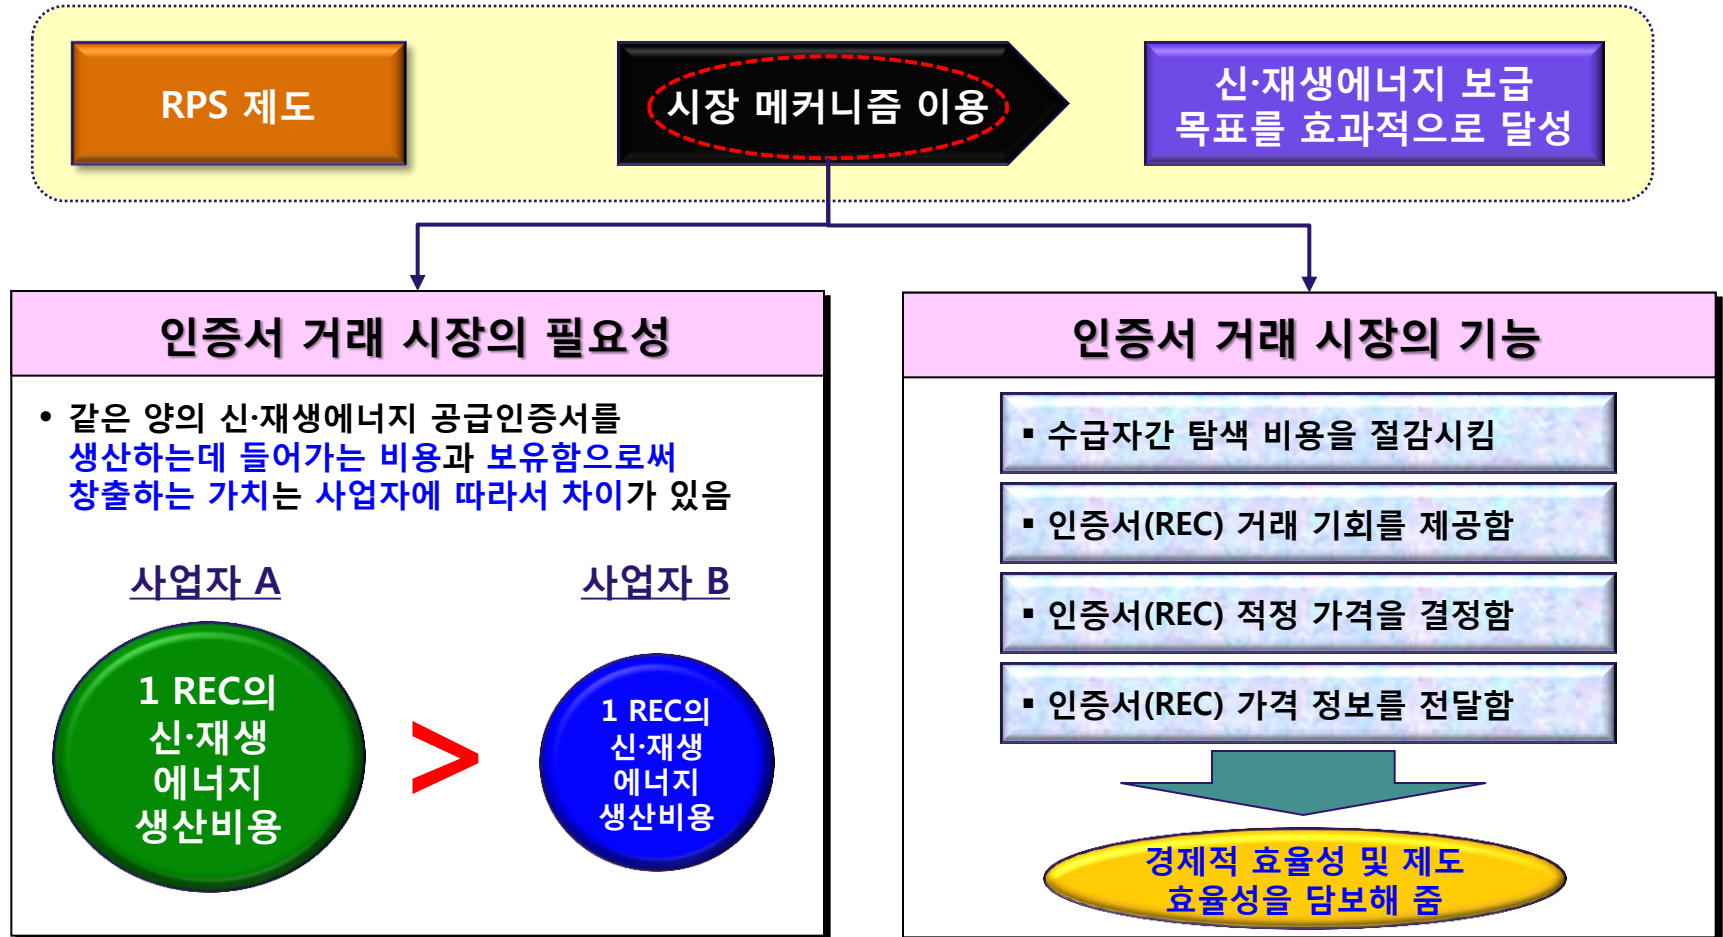 RPS 제도
시장 메커니즘 이용
신·재생에너지 보급
목표를 효과적으로 달성
인증서 거래 시장의 필요성
• 같은 양의 신·재생에너지 공급인증서를
생산하는데 들어가는 비용과 보유함으로써
창출하는 가치는 사업자에 따라서 차이가 있음
사업자 A
1 REC의
신·재생
에너지
생산비용
>
사업자 B
1 REC의
신·재생
에너지
생산비용
인증서 거래 시장의 기능
▪ 수급자간 탐색 비용을 절감시킴
▪ 인증서(REC) 거래 기회를 제공함
▪ 인증서(REC) 적정 가격을 결정함
▪ 인증서(REC) 가격 정보를 전달함
경제적 효율성 및 제도
효율성을 담보해 줌